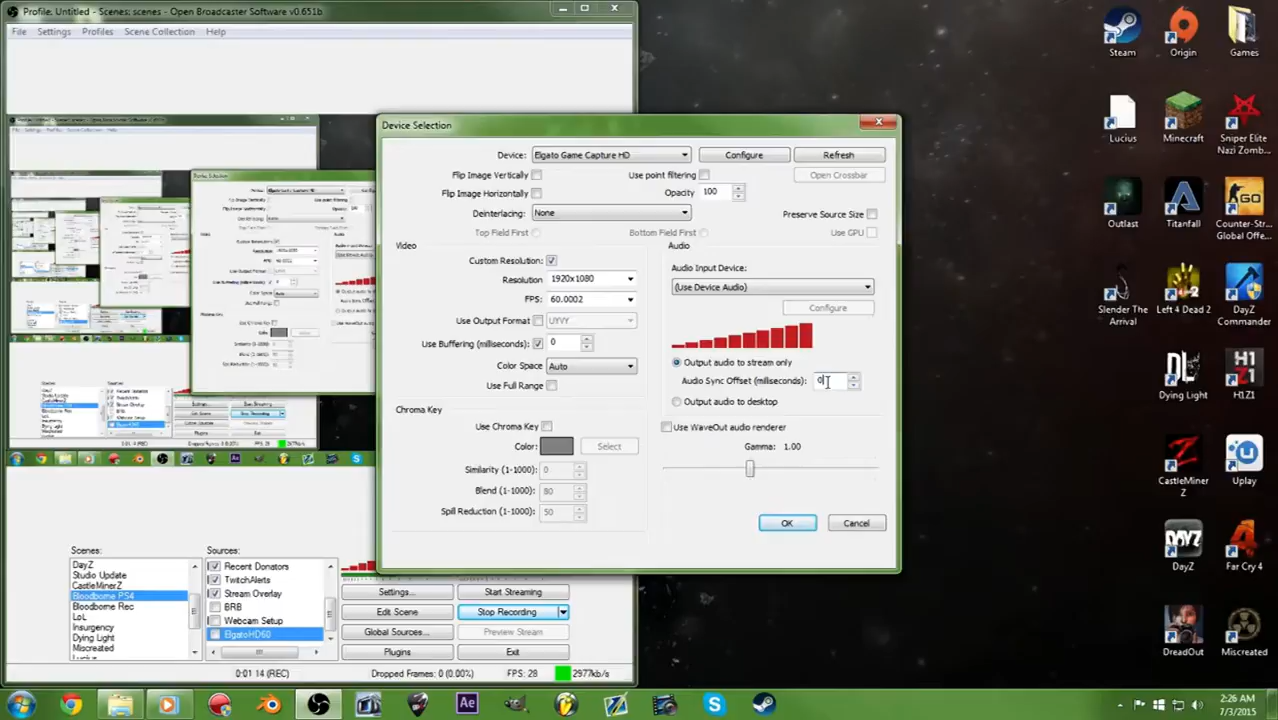 Profile: Untitled - Scenes: scenes - Open Broadcaster Software v0.651b
File Settings Profiles Scene Collection Help
Device Selection
Device: Elgato Game Capture HD Configure Refresh
Flip Image Vertically Use point filtering Open Crossbar
Flip Image Horizontally Opacity 100
Deinterlacing: None Preserve Source Size
Top Field First Bottom Field First Use GPU
Video Audio
Custom Resolution:
Audio Input Device:
Resolution 1920x1080
(Use Device Audio)
FPS: 60.0002
Configure
Use Output Format UYVY
Use Buffering (milliseconds): 0
Color Space Auto
Output audio to stream only
Audio Sync Offset (miliseconds): 0
Use Full Range
Output audio to desktop
Chroma Key
Use Chroma Key
Use WaveOut audio renderer
Color: Select
Gamma: 1.00
Similarity (1-1000) 0
Blend (1-1000): 80
Spill Reduction (1-1000): 50
OK Cancel
Scenes:
DayZ
Studio Update
CastleMinerZ
Bloodborne PS4
Bloodborne Rec
LoL
Insurgency
Dying Light
Miscreated
Lucius
Sources:
Recent Donators
TwitchAlerts
Stream Overlay
BRB
Webcam Setup
ElgatoHD60
Settings... Start Streaming
Edit Scene Stop Recording
Global Sources... Preview Stream
Plugins Exit
0:01:14 (REC) Dropped Frames: 0 (0.00%) FPS: 28 2977kb/s
Steam Origin Games
Lucius Minecraft Sniper Elite Nazi Zomb...
Outlast Titanfall Counter-Str... Global Offe...
Slender The Arrival Left 4 Dead 2 DayZ Commander
Dying Light H1Z1
CastleMiner Z Uplay
DayZ Far Cry 4
DreadOut Miscreated
Ae
2:26 AM
7/3/2015